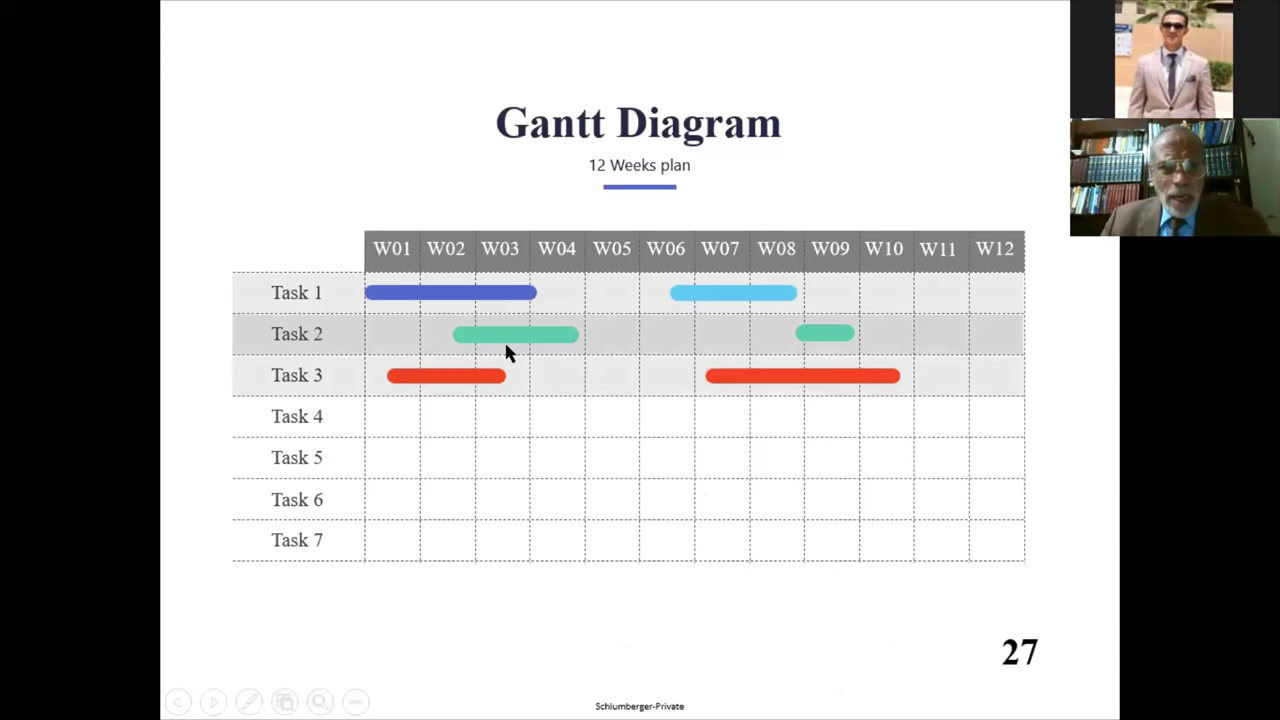 Gantt Diagram
12 Weeks plan
W01 W02 W03 W04 W05 W06 W07 W08 W09 W10 W11 W12
Task 1
Task 2
Task 3
Task 4
Task 5
Task 6
Task 7
27
Schlumberger-Private